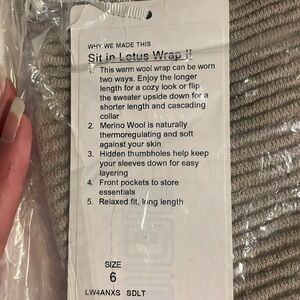 WHY WE MADE THIS
Sit in Lotus Wrap II
1. This warm wool wrap can be worn
two ways. Enjoy the longer
length for a cozy look or flip
the sweater upside down for a
shorter length and cascading
collar
2. Merino Wool is naturally
thermoregulating and soft
against your skin
3. Hidden thumbholes help keep
your sleeves down for easy
layering
4. Front pockets to store
essentials
5. Relaxed fit, long length
SIZE
6
LW4ANXS SDLT